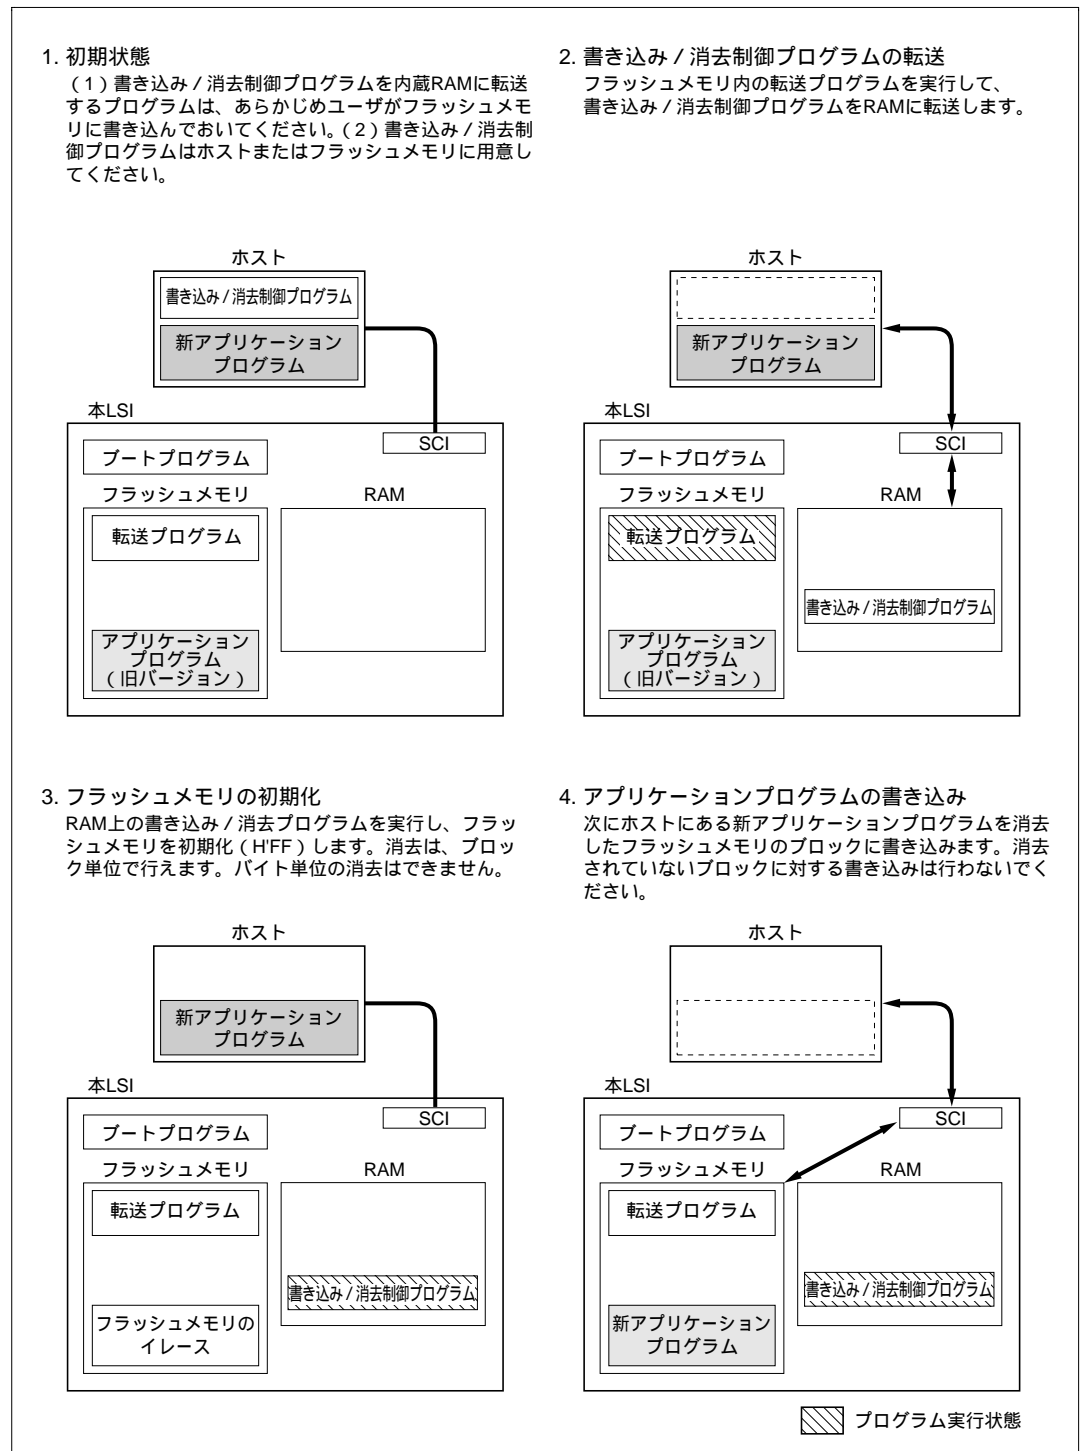 1. 初期状態
（1）書き込み / 消去制御プログラムを内蔵RAMに転送
するプログラムは、あらかじめユーザがフラッシュメモ
リに書き込んでおいてください。（2）書き込み / 消去制
御プログラムはホストまたはフラッシュメモリに用意し
てください。
ホスト
書き込み / 消去制御プログラム
新アプリケーション
プログラム
本LSI
SCI
ブートプログラム
フラッシュメモリ
RAM
転送プログラム
アプリケーション
プログラム
（旧バージョン）
2. 書き込み / 消去制御プログラムの転送
フラッシュメモリ内の転送プログラムを実行して、
書き込み / 消去制御プログラムをRAMに転送します。
ホスト
新アプリケーション
プログラム
本LSI
SCI
ブートプログラム
フラッシュメモリ
RAM
転送プログラム
書き込み / 消去制御プログラム
アプリケーション
プログラム
（旧バージョン）
3. フラッシュメモリの初期化
RAM上の書き込み / 消去プログラムを実行し、フラッ
シュメモリを初期化（H'FF）します。消去は、ブロッ
ク単位で行えます。バイト単位の消去はできません。
ホスト
新アプリケーション
プログラム
本LSI
SCI
ブートプログラム
フラッシュメモリ
RAM
転送プログラム
書き込み / 消去制御プログラム
フラッシュメモリの
イレース
4. アプリケーションプログラムの書き込み
次にホストにある新アプリケーションプログラムを消去
したフラッシュメモリのブロックに書き込みます。消去
されていないブロックに対する書き込みは行わないでく
ださい。
ホスト
本LSI
SCI
ブートプログラム
フラッシュメモリ
RAM
転送プログラム
書き込み / 消去制御プログラム
新アプリケーション
プログラム
プログラム実行状態